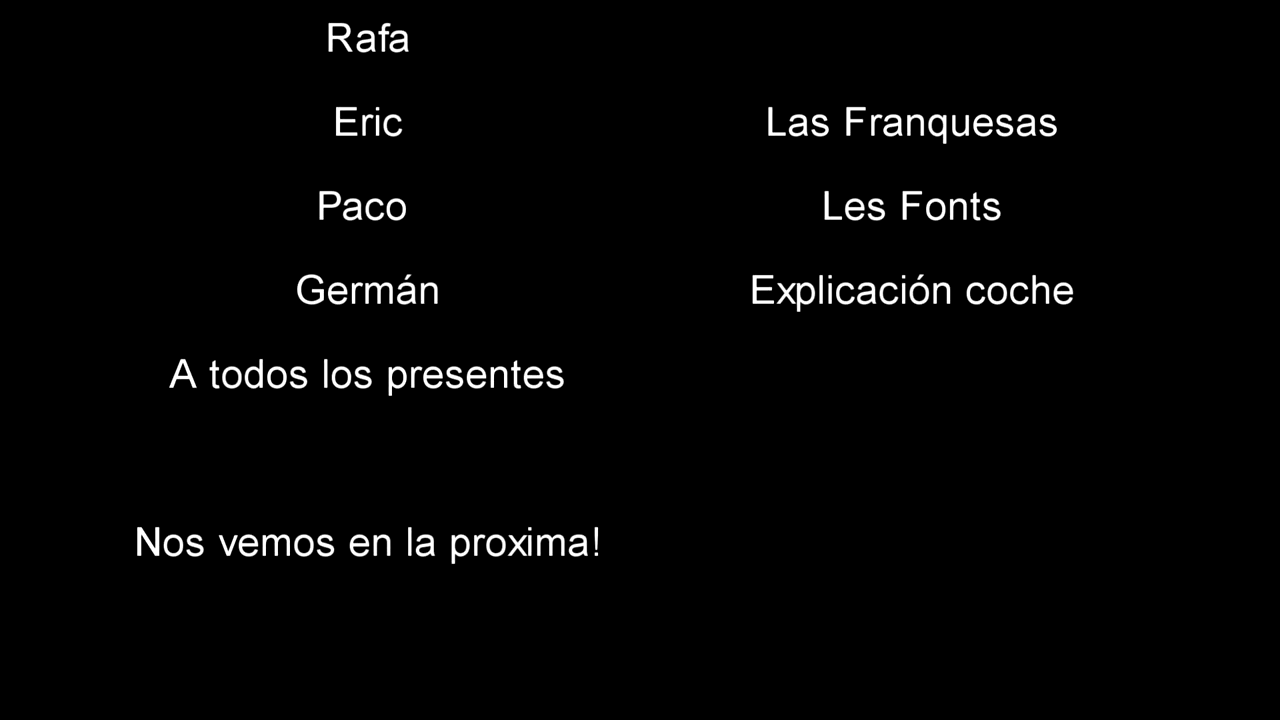 Rafa
Eric Las Franquesas
Paco Les Fonts
Germán Explicación coche
A todos los presentes
Nos vemos en la proxima!